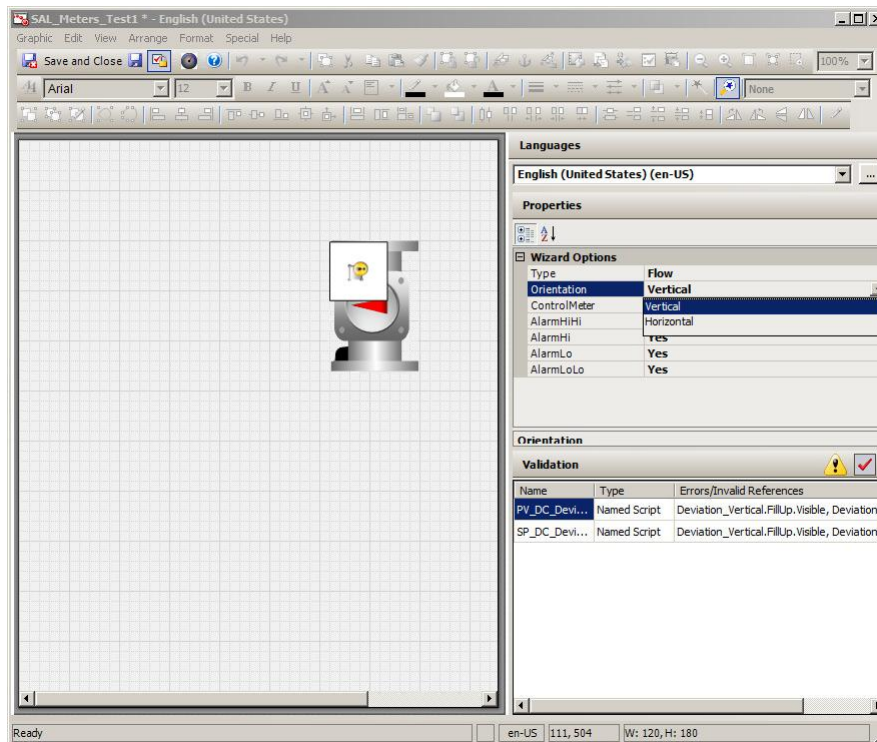 SAL_Meters_Test1 * - English (United States)
Graphic Edit View Arrange Format Special Help
Save and Close 100%
Arial 12 B I U A A A None
Languages
English (United States) (en-US) ...
Properties
Wizard Options
Type Flow
Orientation Vertical
ControlMeter Vertical
AlarmHiHi Horizontal
AlarmHi Yes
AlarmLo Yes
AlarmLoLo Yes
Orientation
Validation
Name Type Errors/Invalid References
PV_DC_Devi... Named Script Deviation_Vertical.FillUp.Visible, Deviation
SP_DC_Devi... Named Script Deviation_Vertical.FillUp.Visible, Deviation
Ready en-US 111, 504 W: 120, H: 180